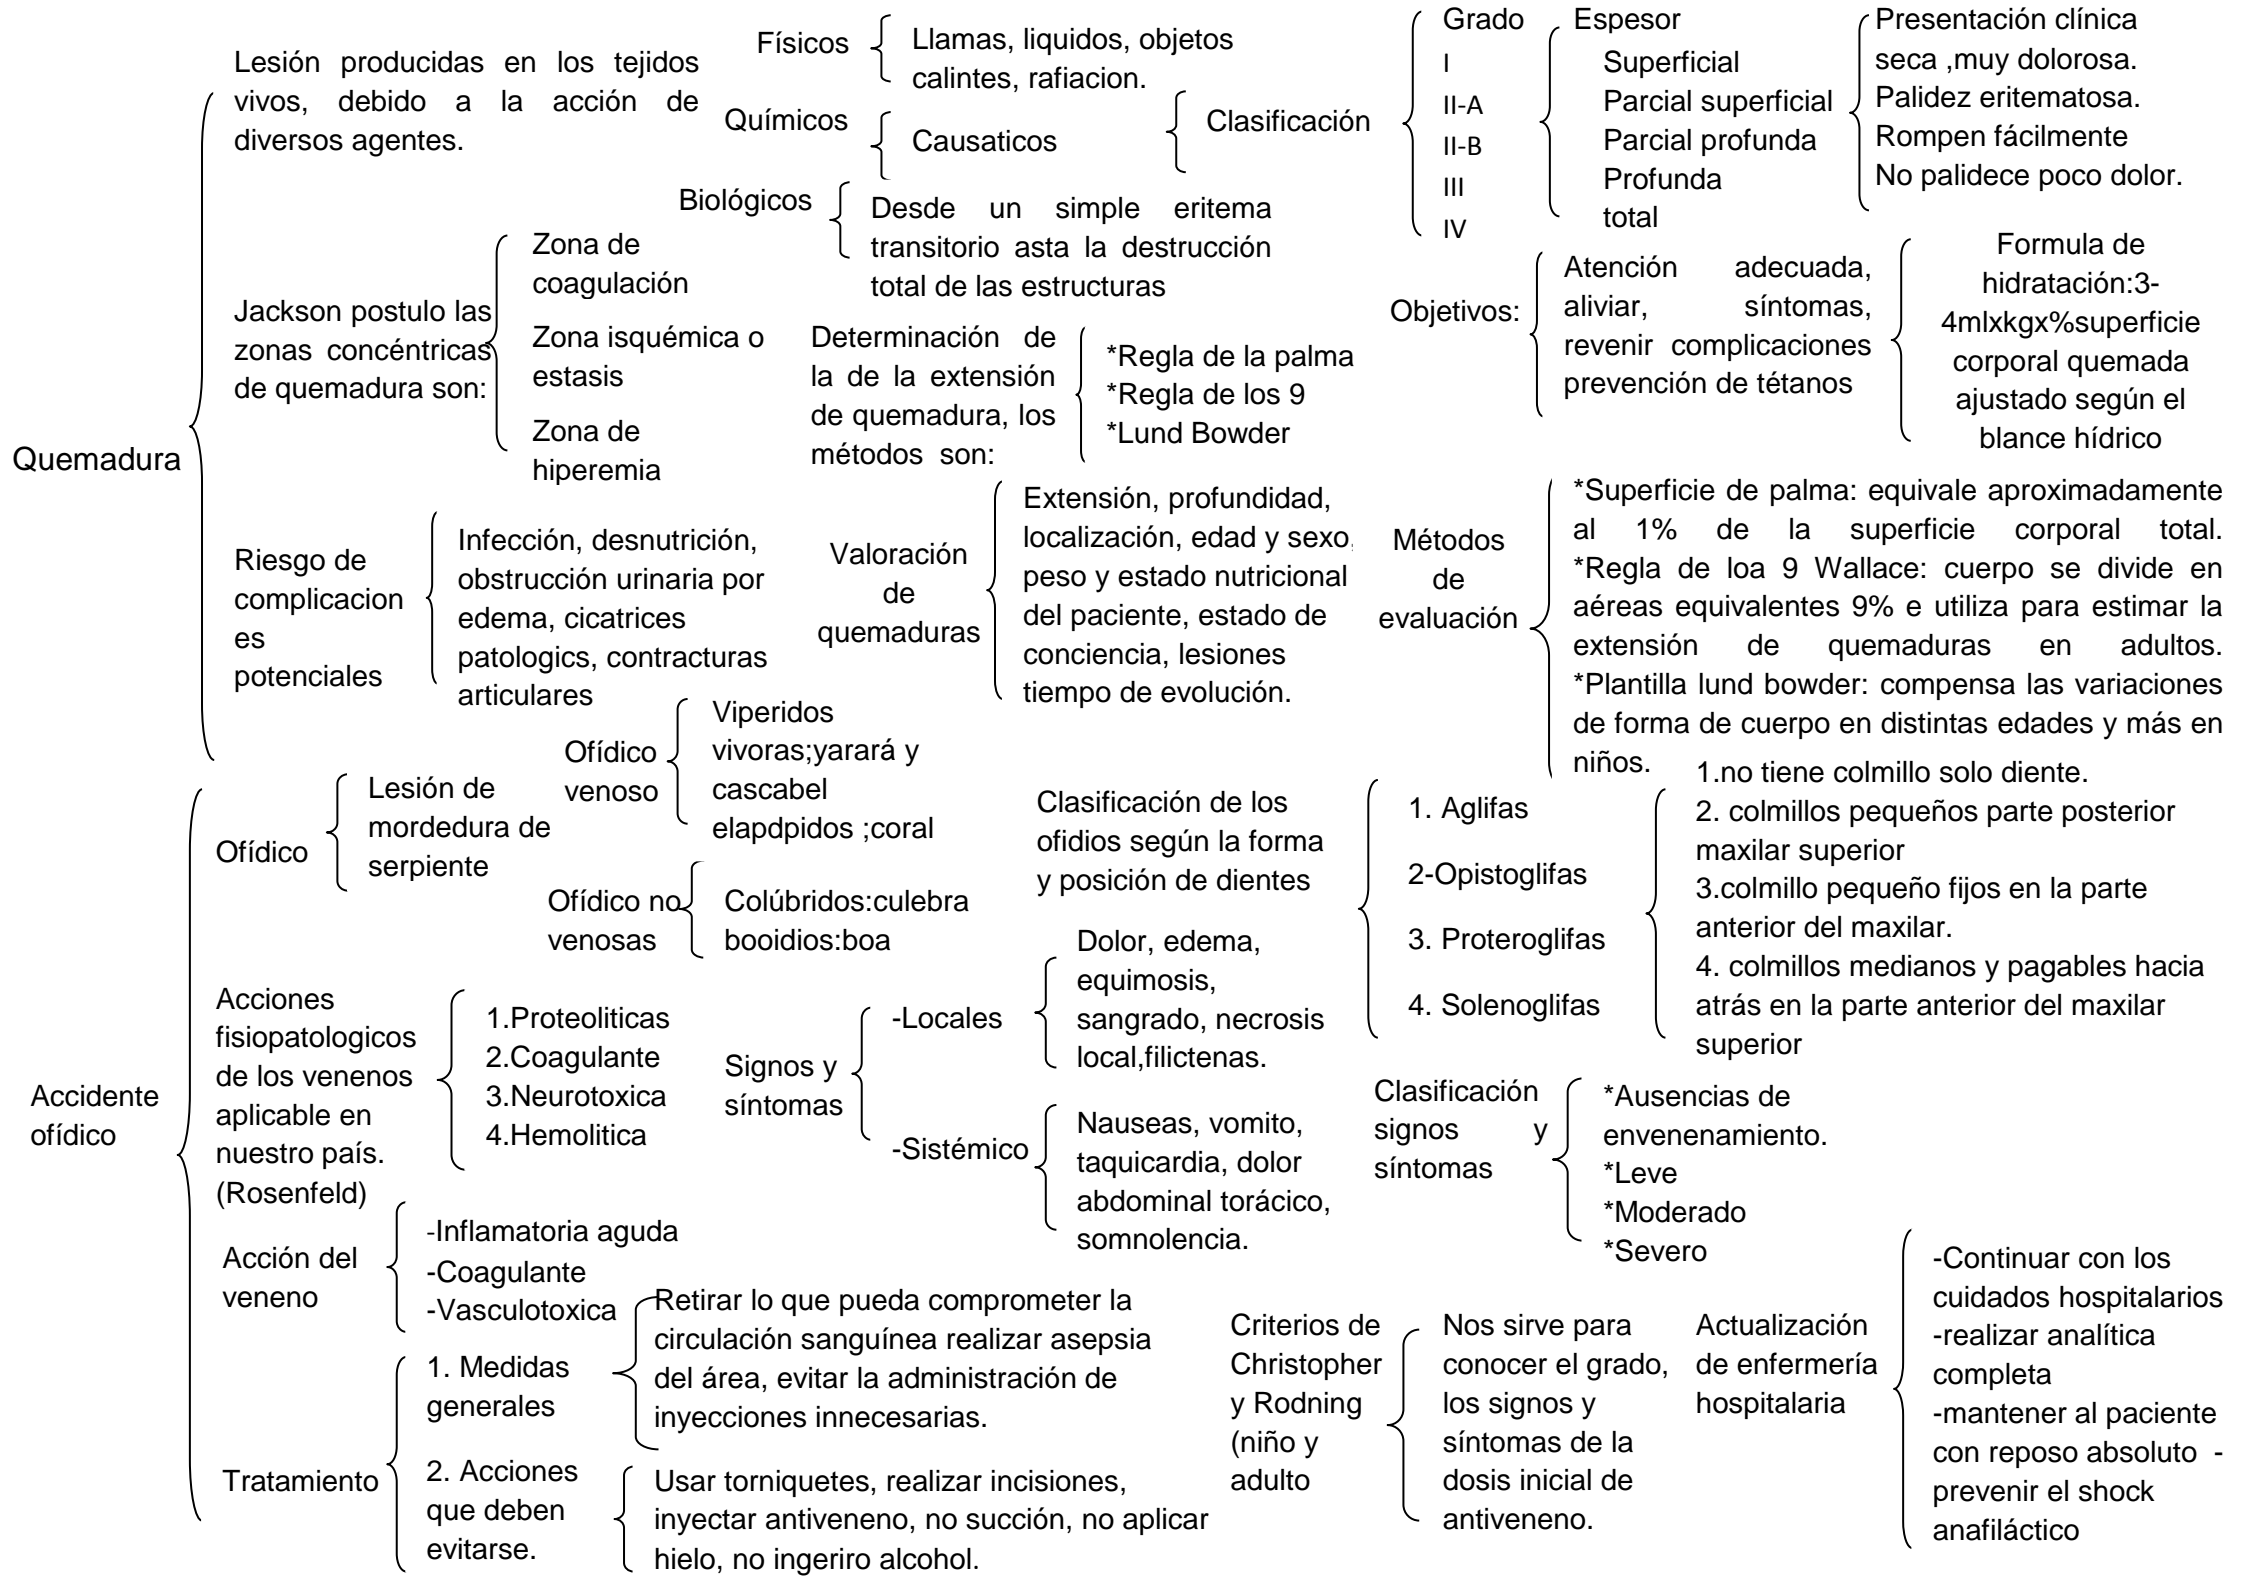 Quemadura
Lesión producidas en los tejidos
vivos, debido a la acción de
diversos agentes.
Físicos
Llamas, liquidos, objetos
calintes, rafiacion.
Químicos
Causaticos
Biológicos
Desde un simple eritema
transitorio asta la destrucción
total de las estructuras
Clasificación
Grado
I
II-A
II-B
III
IV
Espesor
Superficial
Parcial superficial
Parcial profunda
Profunda
total
Presentación clínica
seca ,muy dolorosa.
Palidez eritematosa.
Rompen fácilmente
No palidece poco dolor.
Jackson postulo las
zonas concéntricas
de quemadura son:
Zona de
coagulación
Zona isquémica o
estasis
Zona de
hiperemia
Determinación de
la de la extensión
de quemadura, los
métodos son:
*Regla de la palma
*Regla de los 9
*Lund Bowder
Objetivos:
Atención adecuada,
aliviar, síntomas,
revenir complicaciones
prevención de tétanos
Formula de
hidratación:3-
4mlxkgx%superficie
corporal quemada
ajustado según el
blance hídrico
Riesgo de
complicacion
es
potenciales
Infección, desnutrición,
obstrucción urinaria por
edema, cicatrices
patologics, contracturas
articulares
Valoración
de
quemaduras
Extensión, profundidad,
localización, edad y sexo,
peso y estado nutricional
del paciente, estado de
conciencia, lesiones
tiempo de evolución.
Métodos
de
evaluación
*Superficie de palma: equivale aproximadamente
al 1% de la superficie corporal total.
*Regla de loa 9 Wallace: cuerpo se divide en
aéreas equivalentes 9% e utiliza para estimar la
extensión de quemaduras en adultos.
*Plantilla lund bowder: compensa las variaciones
de forma de cuerpo en distintas edades y más en
niños.
Accidente
ofídico
Ofídico
Lesión de
mordedura de
serpiente
Ofídico
venoso
Viperidos
vivoras;yarará y
cascabel
elapdpidos ;coral
Ofídico no
venosas
Colúbridos:culebra
booidios:boa
Clasificación de los
ofidios según la forma
y posición de dientes
1. Aglifas
2-Opistoglifas
3. Proteroglifas
4. Solenoglifas
1.no tiene colmillo solo diente.
2. colmillos pequeños parte posterior
maxilar superior
3.colmillo pequeño fijos en la parte
anterior del maxilar.
4. colmillos medianos y pagables hacia
atrás en la parte anterior del maxilar
superior
Acciones
fisiopatologicos
de los venenos
aplicable en
nuestro país.
(Rosenfeld)
1.Proteoliticas
2.Coagulante
3.Neurotoxica
4.Hemolitica
Signos y
síntomas
-Locales
Dolor, edema,
equimosis,
sangrado, necrosis
local,filictenas.
-Sistémico
Nauseas, vomito,
taquicardia, dolor
abdominal torácico,
somnolencia.
Clasificación
signos y
síntomas
*Ausencias de
envenenamiento.
*Leve
*Moderado
*Severo
Acción del
veneno
-Inflamatoria aguda
-Coagulante
-Vasculotoxica
Tratamiento
1. Medidas
generales
Retirar lo que pueda comprometer la
circulación sanguínea realizar asepsia
del área, evitar la administración de
inyecciones innecesarias.
2. Acciones
que deben
evitarse.
Usar torniquetes, realizar incisiones,
inyectar antiveneno, no succión, no aplicar
hielo, no ingeriro alcohol.
Criterios de
Christopher
y Rodning
(niño y
adulto
Nos sirve para
conocer el grado,
los signos y
síntomas de la
dosis inicial de
antiveneno.
Actualización
de enfermería
hospitalaria
-Continuar con los
cuidados hospitalarios
-realizar analítica
completa
-mantener al paciente
con reposo absoluto -
prevenir el shock
anafiláctico